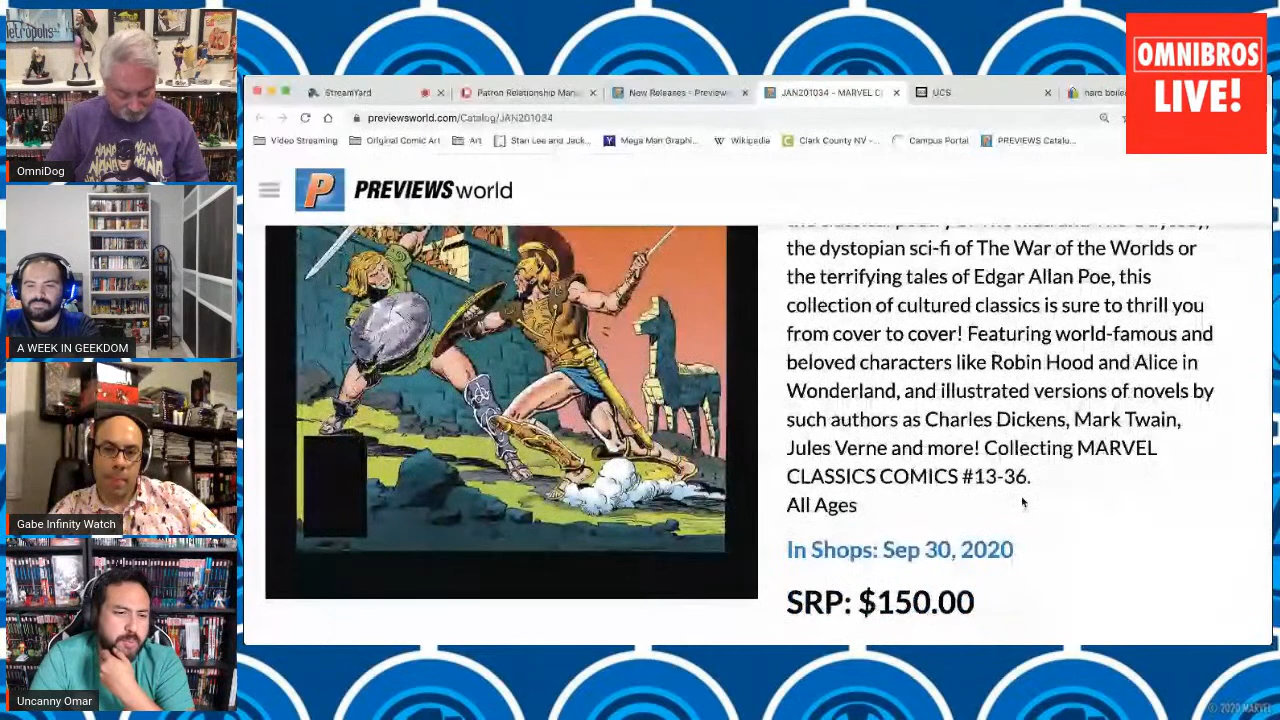 Metropolis
NANA
NANA
OmniDog
A WEEK IN GEEKDOM
Gabe Infinity Watch
Uncanny Omar
StreamYard
Patron Relationship Man
New Releases - Preview
JAN201034 - MARVEL C
UCS
previewsworld.com/Catalog/JAN201034
Video Streaming
Original Comic Art
Art
Stan Lee and Jack...
Mega Man Graphi...
Wikipedia
Clark County NV -...
Campus Portal
PREVIEWS Catalu...
OMNIBROS
LIVE!
P
PREVIEWSworld
the dystopian sci-fi of The War of the Worlds or
the terrifying tales of Edgar Allan Poe, this
collection of cultured classics is sure to thrill you
from cover to cover! Featuring world-famous and
beloved characters like Robin Hood and Alice in
Wonderland, and illustrated versions of novels by
such authors as Charles Dickens, Mark Twain,
Jules Verne and more! Collecting MARVEL
CLASSICS COMICS #13-36.
All Ages
In Shops: Sep 30, 2020
SRP: $150.00
© 2020 MARVEL